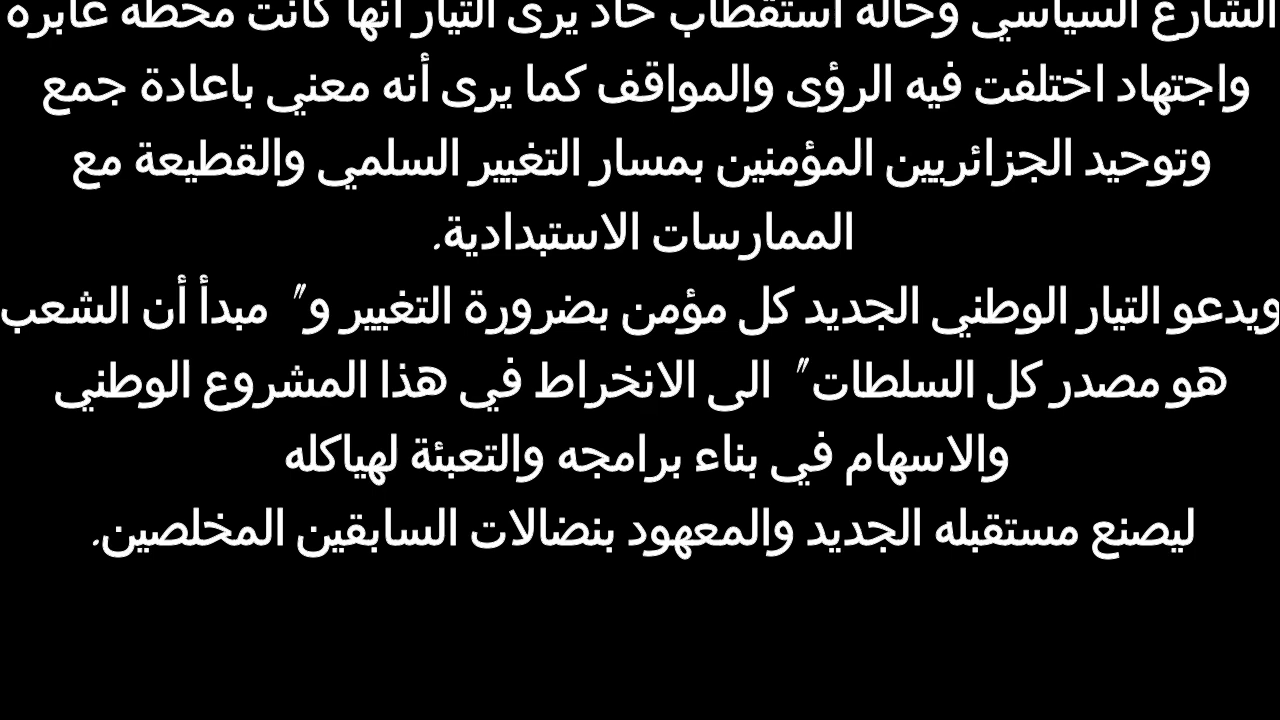 الشارع السياسي وحالة استقطاب حاد يرى التيار أنها كانت محطة عابرة
واجتهاد اختلفت فيه الرؤى والمواقف كما يرى أنه معني باعادة جمع
وتوحيد الجزائريين المؤمنين بمسار التغيير السلمي والقطيعة مع
الممارسات الاستبدادية.
ويدعو التيار الوطني الجديد كل مؤمن بضرورة التغيير و" مبدأ أن الشعب
هو مصدر كل السلطات" الى الانخراط في هذا المشروع الوطني
والاسهام في بناء برامجه والتعبئة لهياكله
ليصنع مستقبله الجديد والمعهود بنضالات السابقين المخلصين.